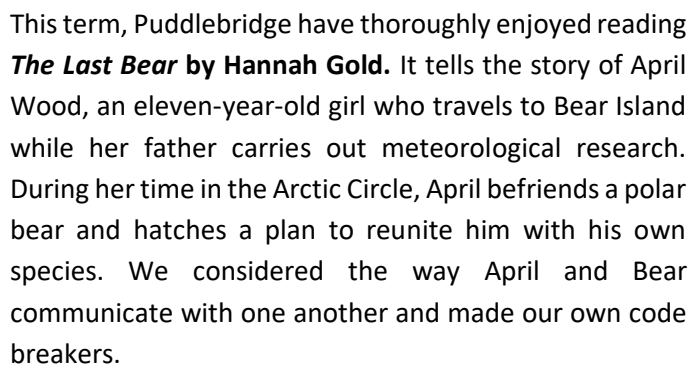 This term, Puddlebridge have thoroughly enjoyed reading
The Last Bear by Hannah Gold. It tells the story of April
Wood, an eleven-year-old girl who travels to Bear Island
while her father carries out meteorological research.
During her time in the Arctic Circle, April befriends a polar
bear and hatches a plan to reunite him with his own
species. We considered the way April and Bear
communicate with one another and made our own code
breakers.